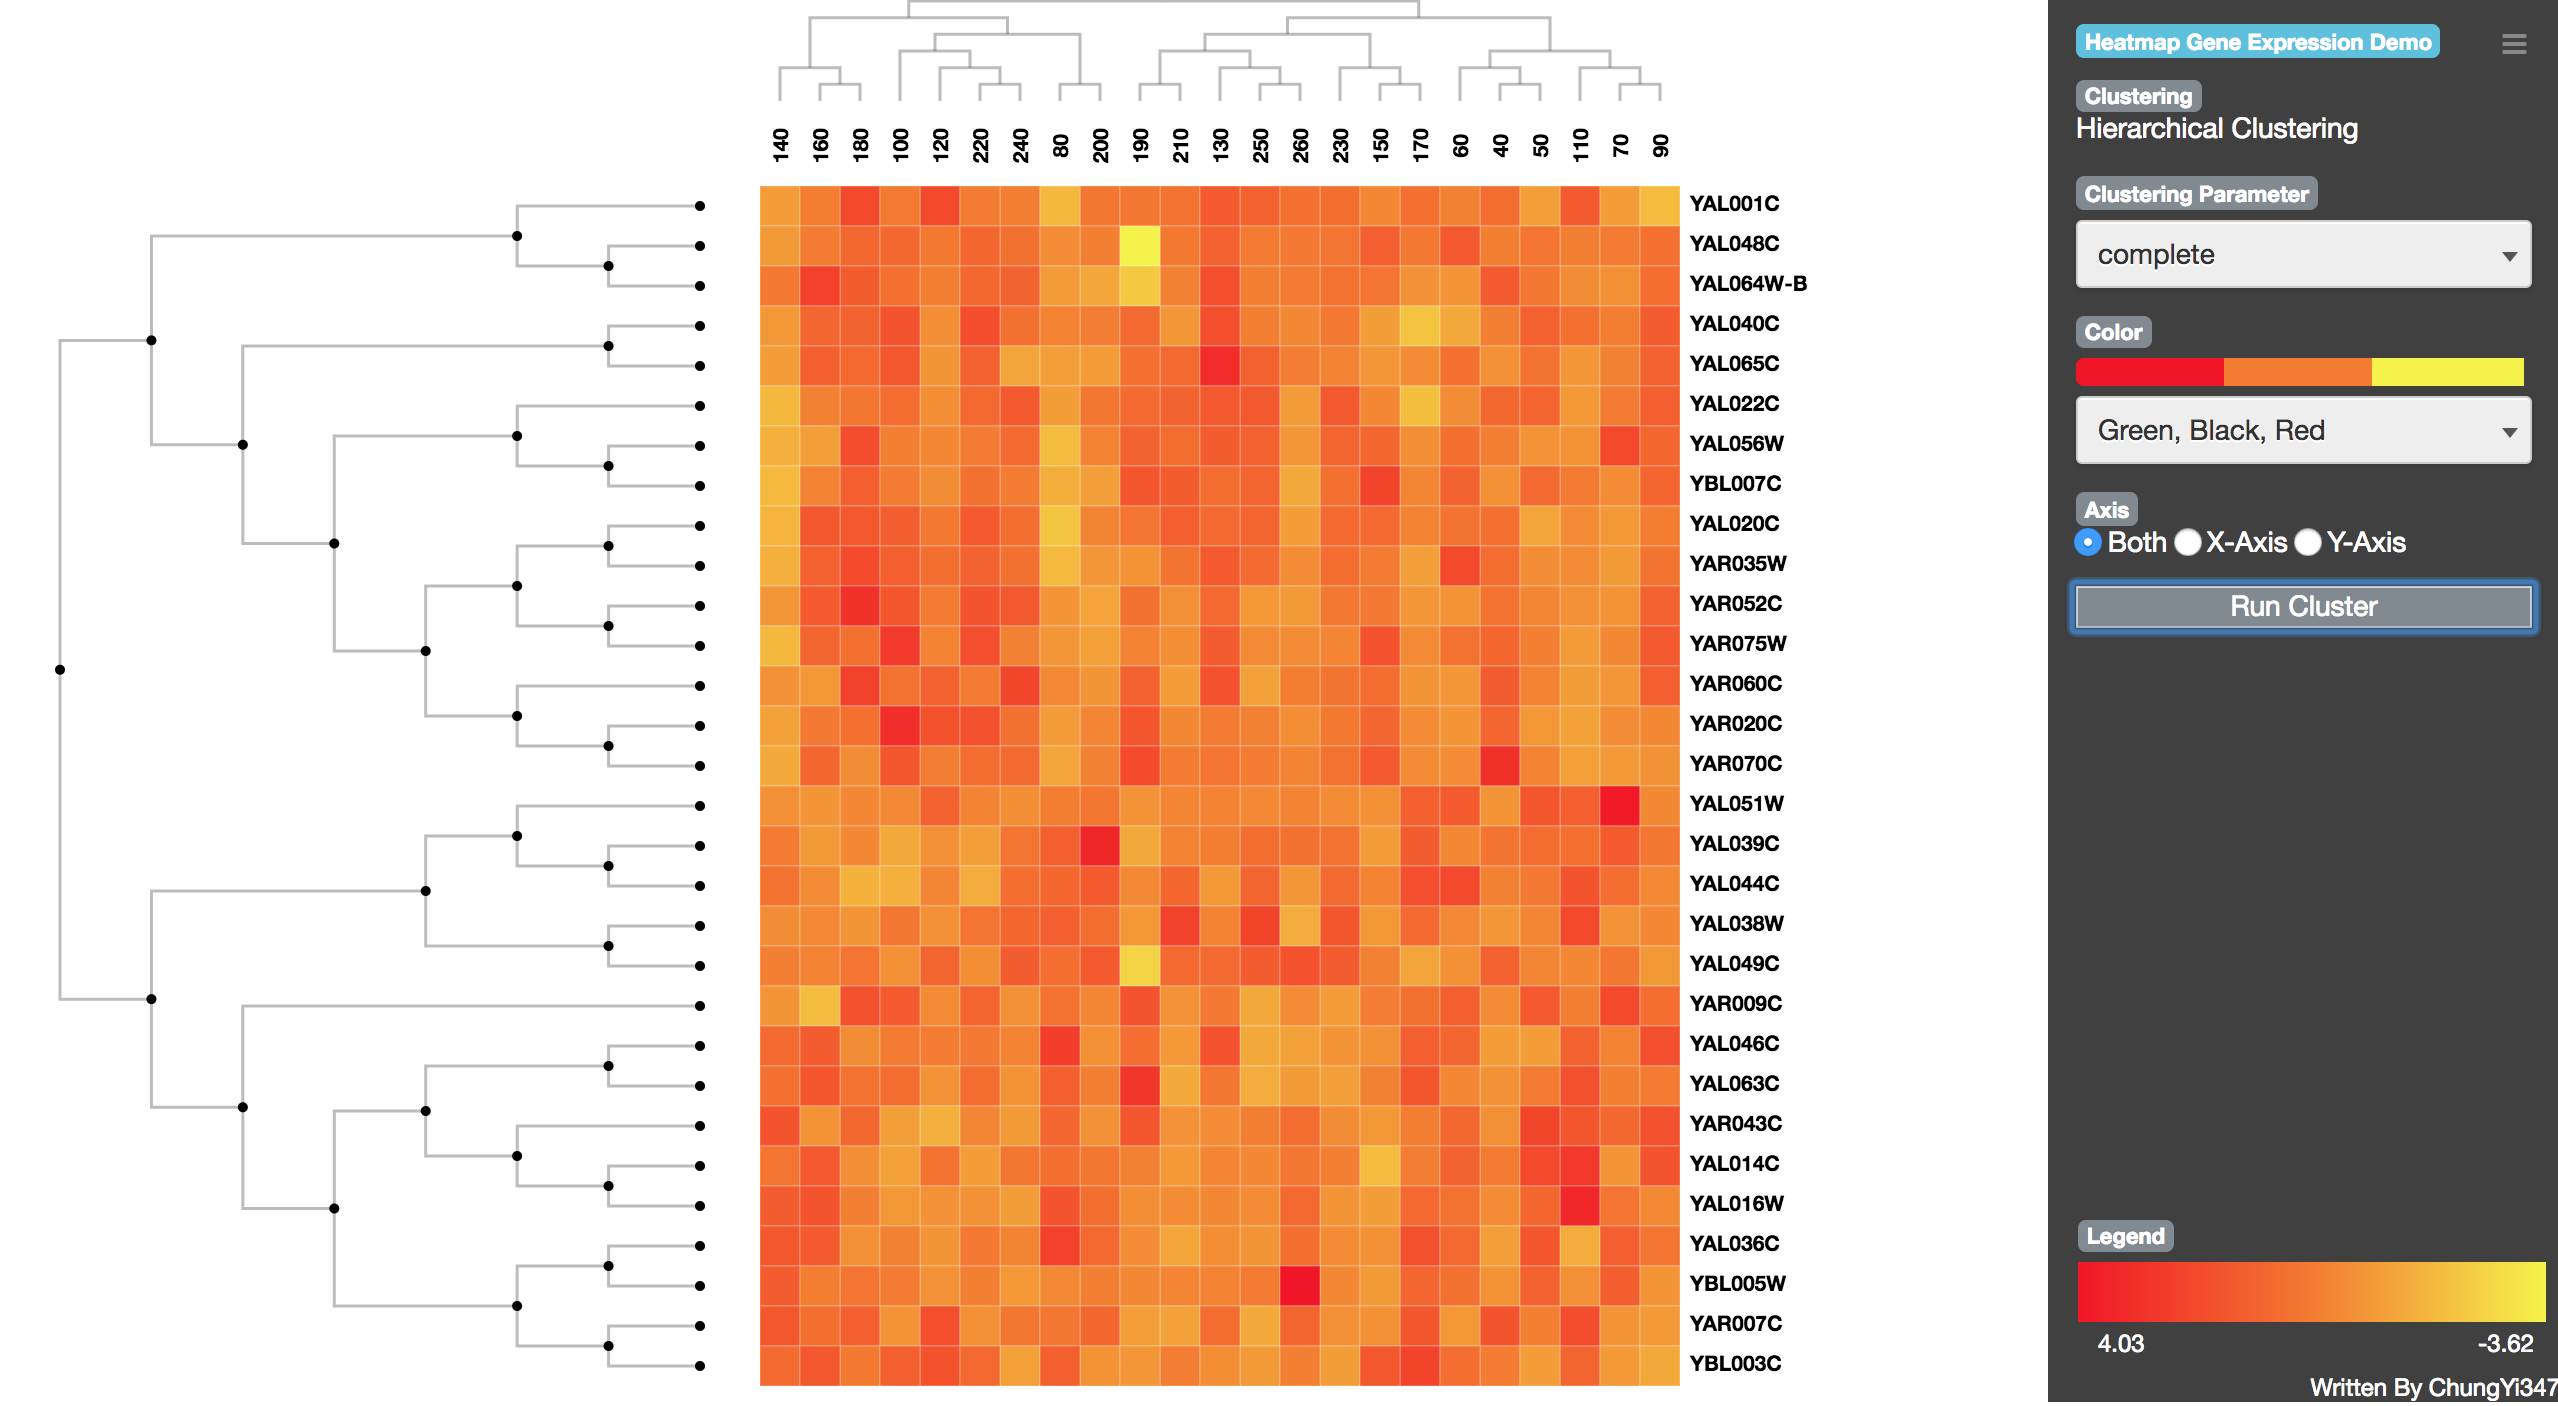 140 160 180 100 120 220 240 80 200 190 210 130 250 260 230 150 170 60 40 50 110 70 90
YAL001C
YAL048C
YAL064W-B
YAL040C
YAL065C
YAL022C
YAL056W
YBL007C
YAL020C
YAR035W
YAR052C
YAR075W
YAR060C
YAR020C
YAR070C
YAL051W
YAL039C
YAL044C
YAL038W
YAL049C
YAR009C
YAL046C
YAL063C
YAR043C
YAL014C
YAL016W
YAL036C
YBL005W
YAR007C
YBL003C
Heatmap Gene Expression Demo
Clustering
Hierarchical Clustering
Clustering Parameter
complete
Color
Green, Black, Red
Axis
Both X-Axis Y-Axis
Run Cluster
Legend
4.03 -3.62
Written By ChungYi347